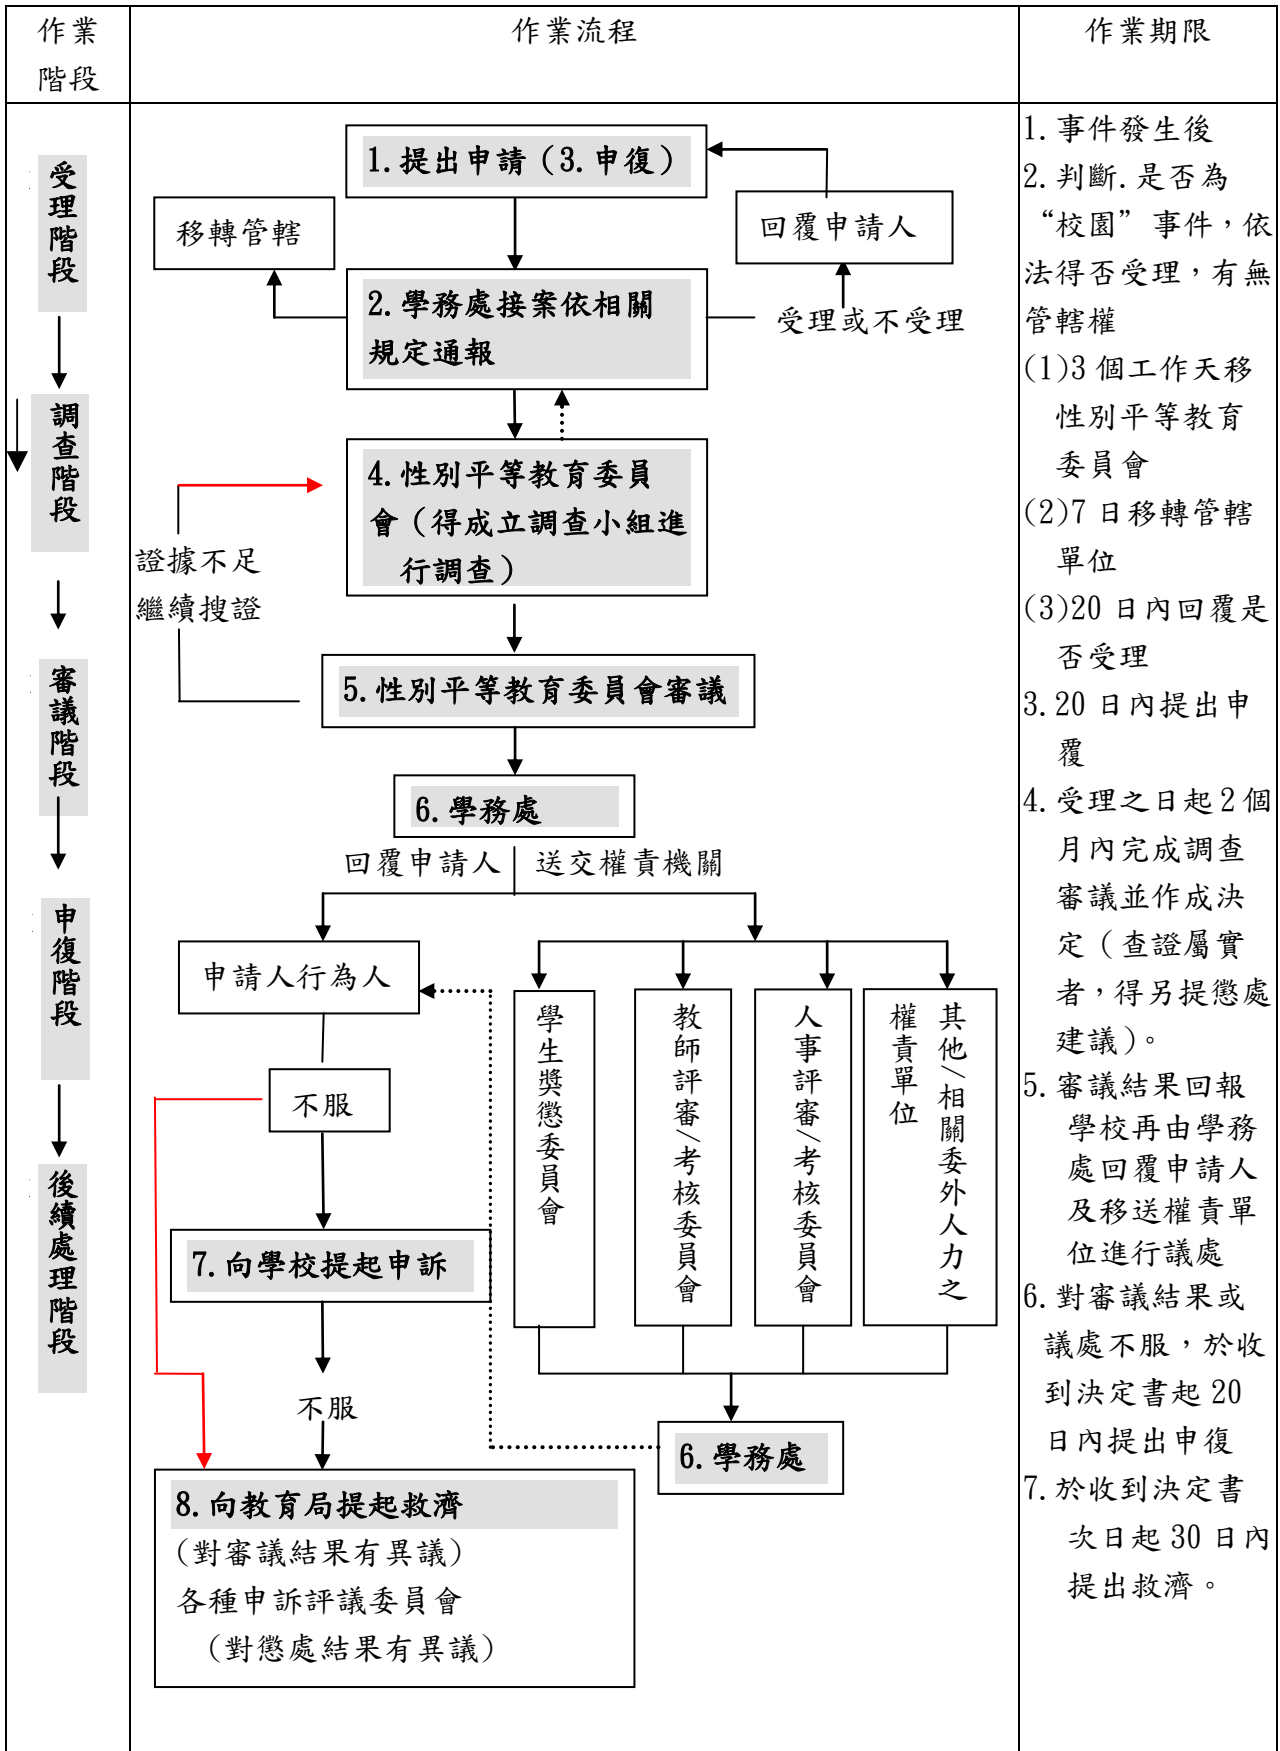 作業
階段
作業流程
作業期限
受理階段
調查階段
審議階段
申復階段
後續處理階段
1.提出申請（3.申復）
移轉管轄
回覆申請人
2.學務處接案依相關
規定通報
受理或不受理
4.性別平等教育委員
會（得成立調查小組進
行調查）
證據不足
繼續搜證
5.性別平等教育委員會審議
6.學務處
回覆申請人
送交權責機關
申請人行為人
學生獎懲委員會
教師評審/考核委員會
人事評審/考核委員會
其他/相關委外人力之
權責單位
不服
7.向學校提起申訴
不服
6.學務處
8.向教育局提起救濟
(對審議結果有異議)
各種申訴評議委員會
(對懲處結果有異議)
1.事件發生後
2.判斷.是否為
“校園”事件，依
法得否受理，有無
管轄權
(1)3 個工作天移
性別平等教育
委員會
(2)7 日移轉管轄
單位
(3)20 日內回覆是
否受理
3.20 日內提出申
覆
4.受理之日起 2 個
月內完成調查
審議並作成決
定（查證屬實
者，得另提懲處
建議）。
5.審議結果回報
學校再由學務
處回覆申請人
及移送權責單
位進行議處
6.對審議結果或
議處不服，於收
到決定書起 20
日內提出申復
7.於收到決定書
次日起 30 日內
提出救濟。